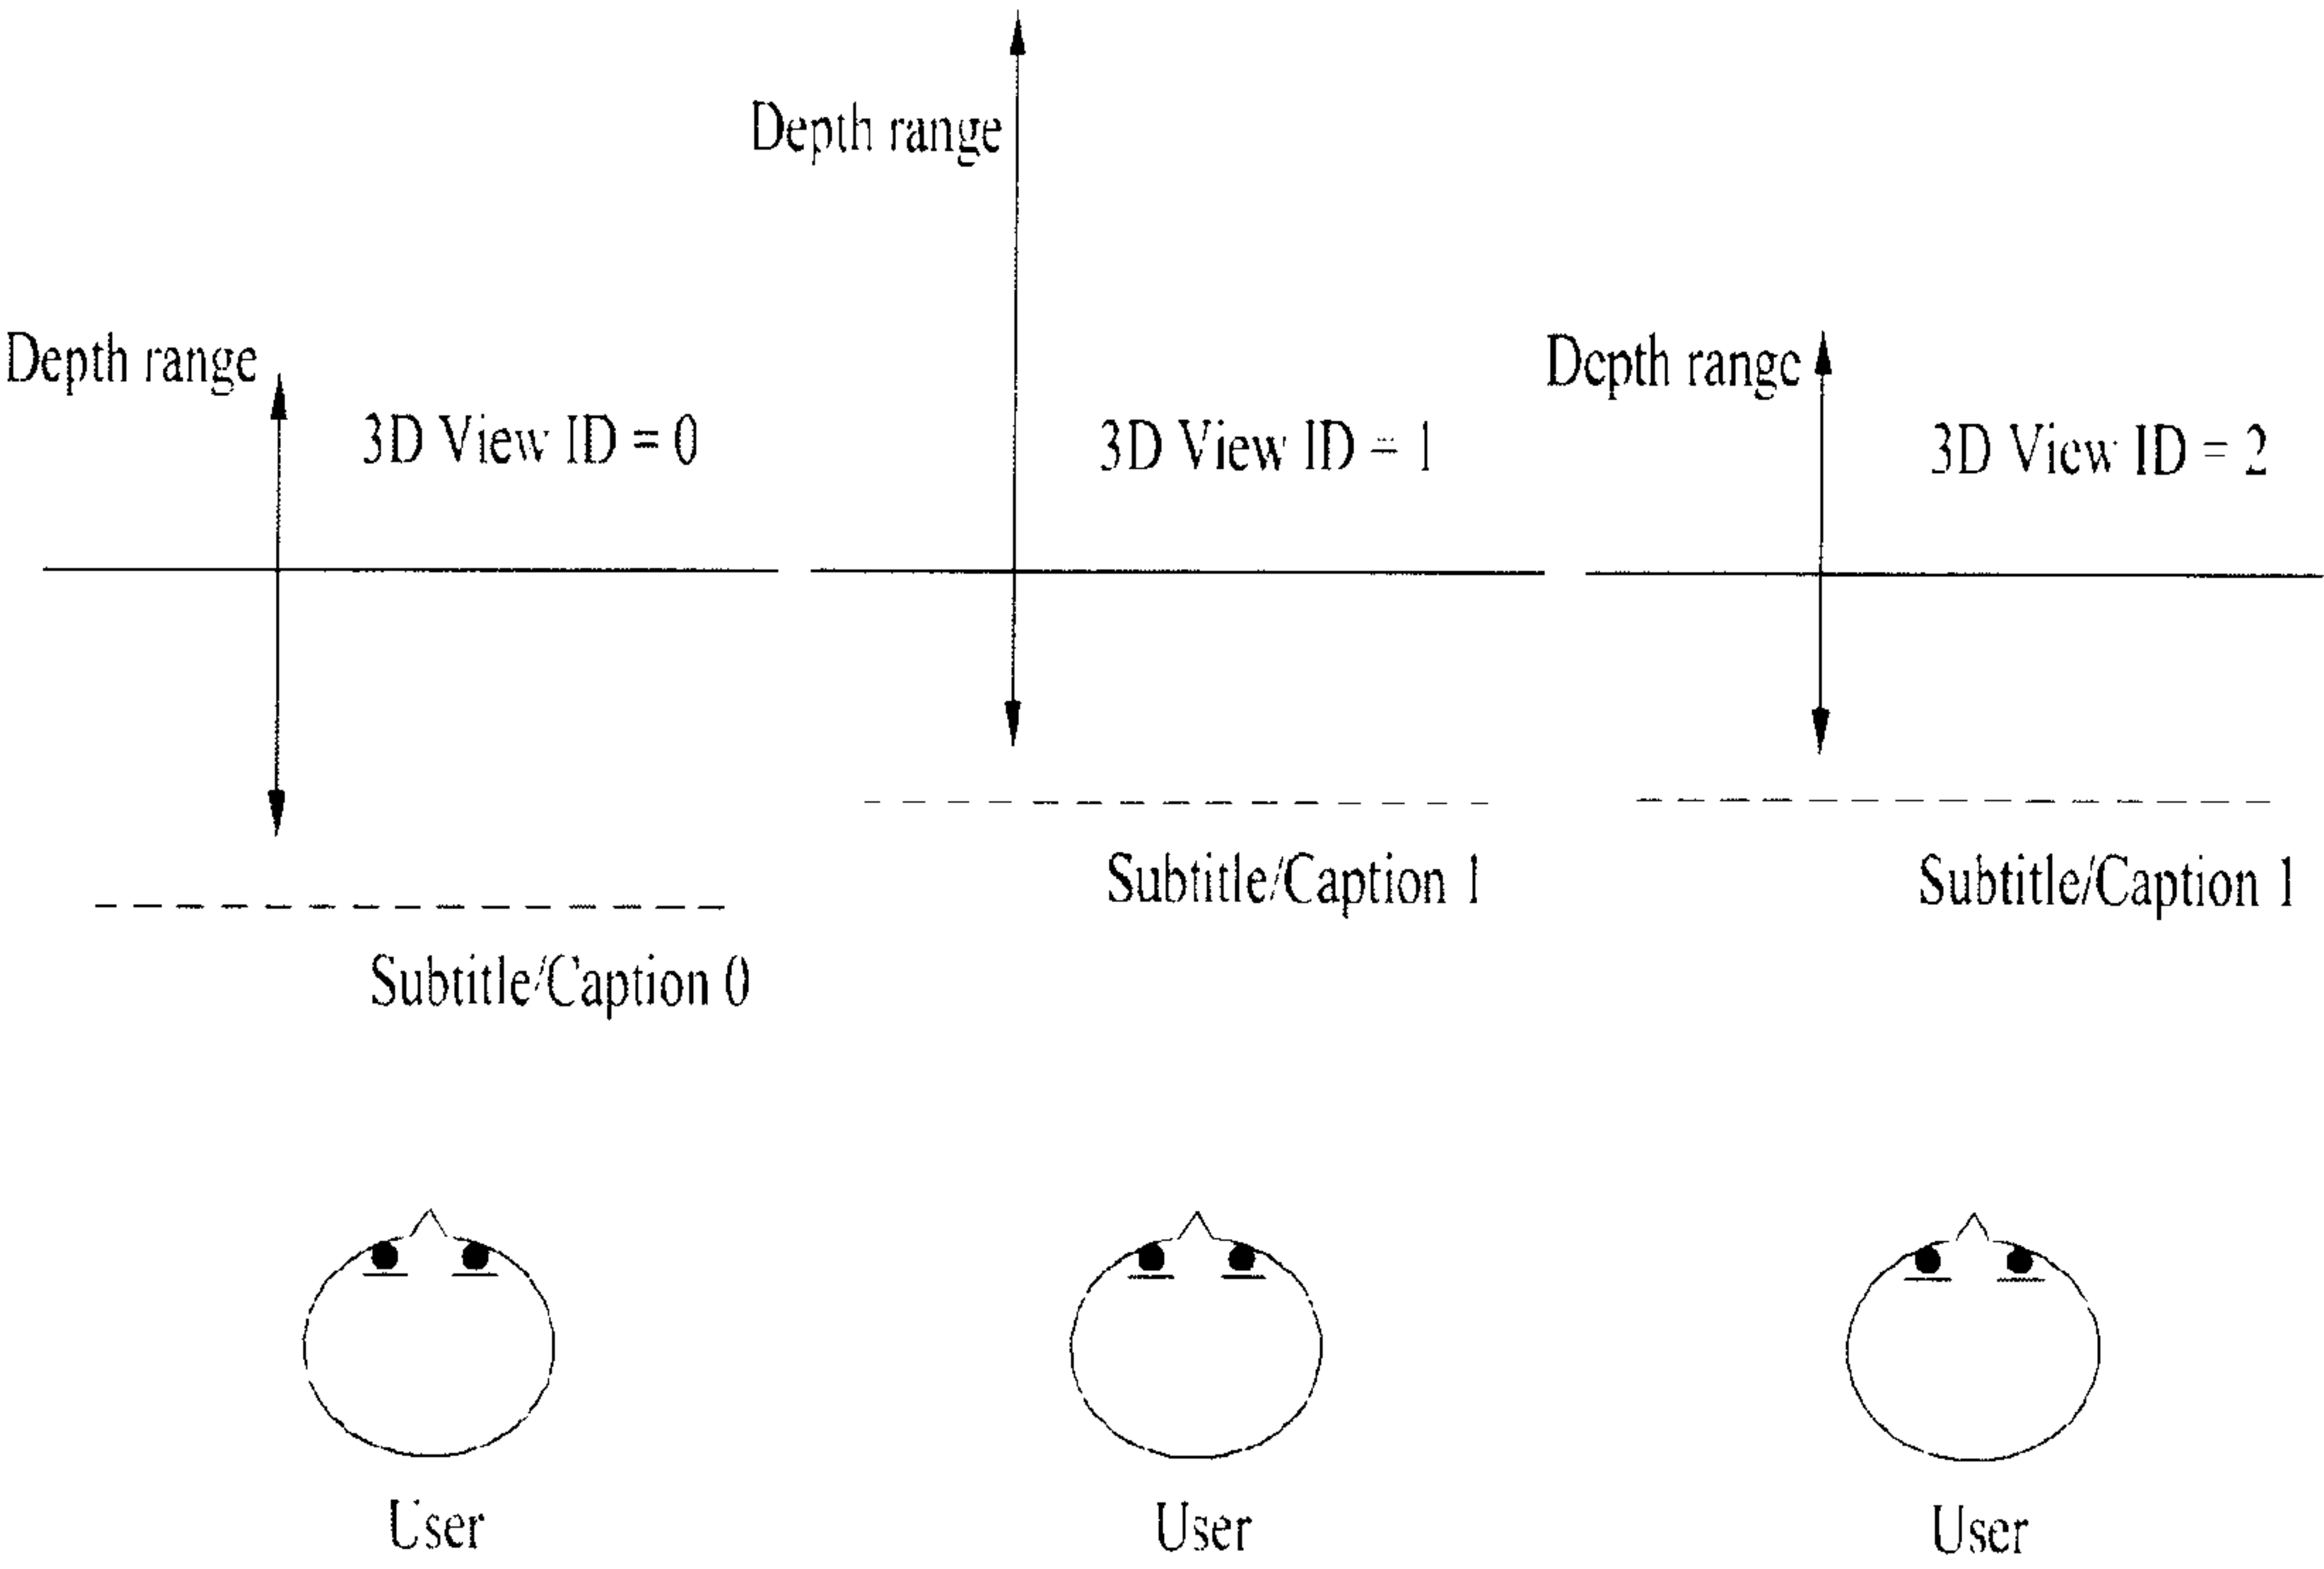 Depth range
3D View ID = 0
Subtitle/Caption 0
User
Depth range
3D View ID = 1
Subtitle/Caption 1
User
Depth range
3D View ID = 2
Subtitle/Caption 1
User